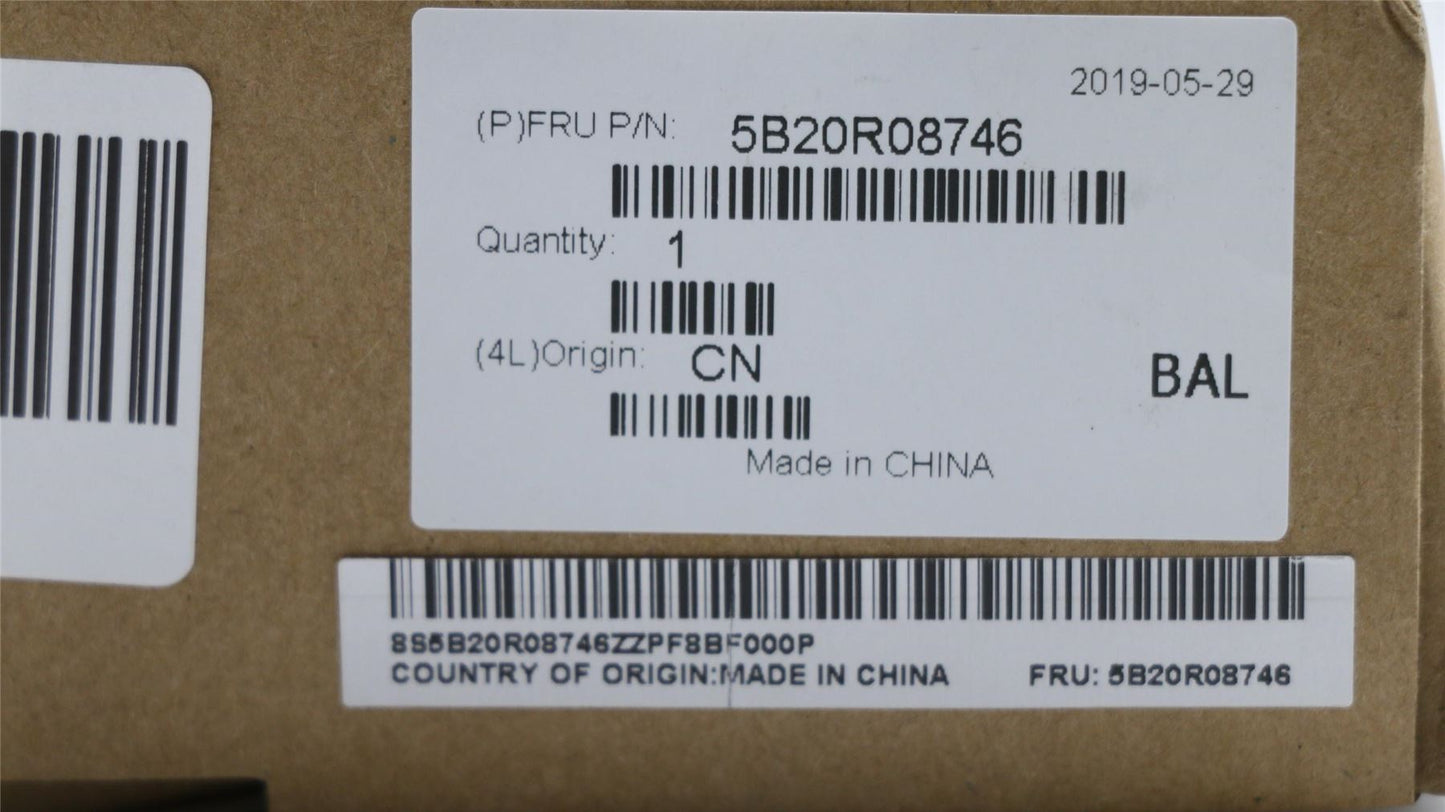 2019-05-29
(P)FRU P/N: 5B20R08746
Quantity: 1
(4L)Origin: CN
BAL
Made in CHINA
8S5B20R08746ZZPF8BF000P
COUNTRY OF ORIGIN:MADE IN CHINA FRU: 5B20R08746